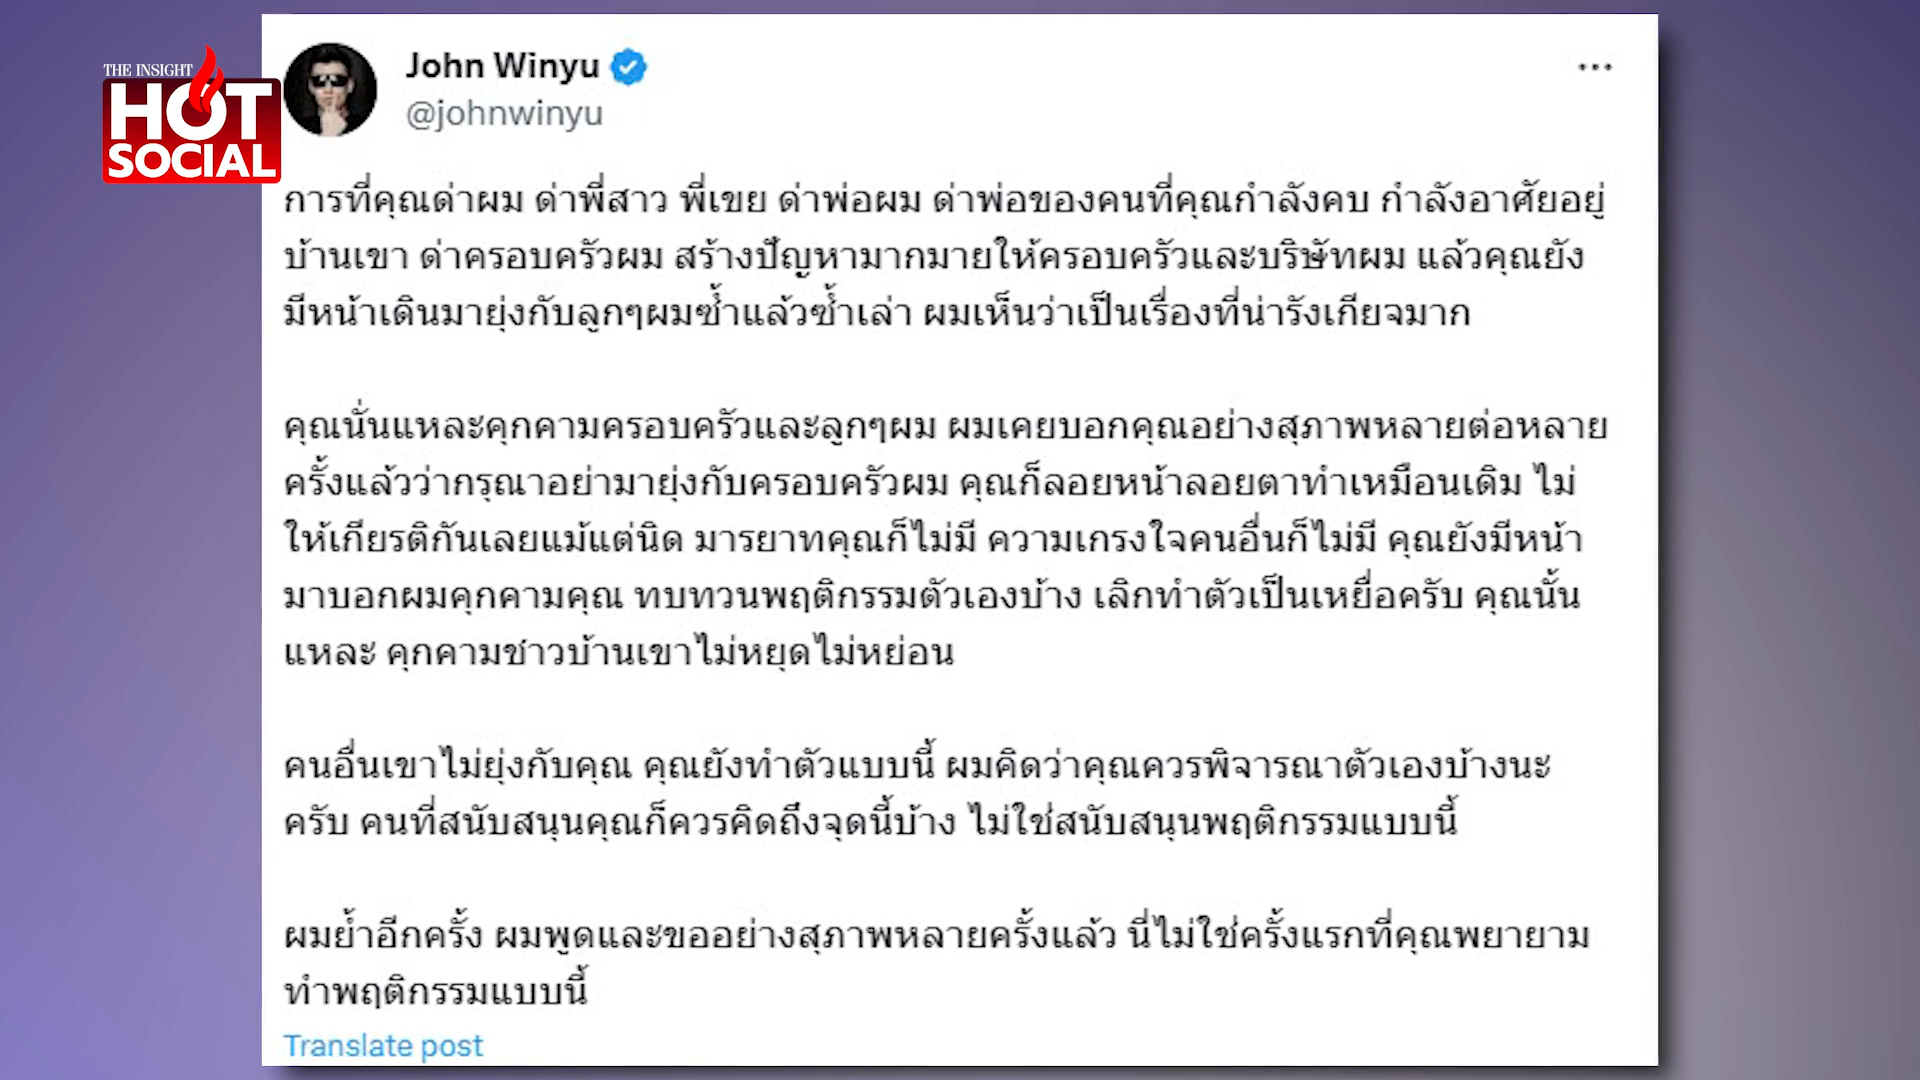 THE INSIGHT
HOT
SOCIAL
John Winyu
@johnwinyu
การที่คุณด่าผม ด่าพี่สาว พี่เขย ด่าพ่อผม ด่าพ่อของคนที่คุณกำลังคบ กำลังอาศัยอยู่
บ้านเขา ด่าครอบครัวผม สร้างปัญหามากมายให้ครอบครัวและบริษัทผม แล้วคุณยัง
มีหน้าเดินมายุ่งกับลูกๆผมซ้ำแล้วซ้ำเล่า ผมเห็นว่าเป็นเรื่องที่น่ารังเกียจมาก
คุณนั่นแหละคุกคามครอบครัวและลูกๆผม ผมเคยบอกคุณอย่างสุภาพหลายต่อหลาย
ครั้งแล้วว่ากรุณาอย่ามายุ่งกับครอบครัวผม คุณก็ลอยหน้าลอยตาทำเหมือนเดิม ไม่
ให้เกียรติกันเลยแม้แต่นิด มารยาทคุณก็ไม่มี ความเกรงใจคนอื่นก็ไม่มี คุณยังมีหน้า
มาบอกผมคุกคามคุณ ทบทวนพฤติกรรมตัวเองบ้าง เลิกทำตัวเป็นเหยื่อครับ คุณนั้น
แหละ คุกคามชาวบ้านเขาไม่หยุดไม่หย่อน
คนอื่นเขาไม่ยุ่งกับคุณ คุณยังทำตัวแบบนี้ ผมคิดว่าคุณควรพิจารณาตัวเองบ้างนะ
ครับ คนที่สนับสนุนคุณก็ควรคิดถึงจุดนี้บ้าง ไม่ใช่สนับสนุนพฤติกรรมแบบนี้
ผมย้ำอีกครั้ง ผมพูดและขออย่างสุภาพหลายครั้งแล้ว นี่ไม่ใช่ครั้งแรกที่คุณพยายาม
ทำพฤติกรรมแบบนี้
Translate post